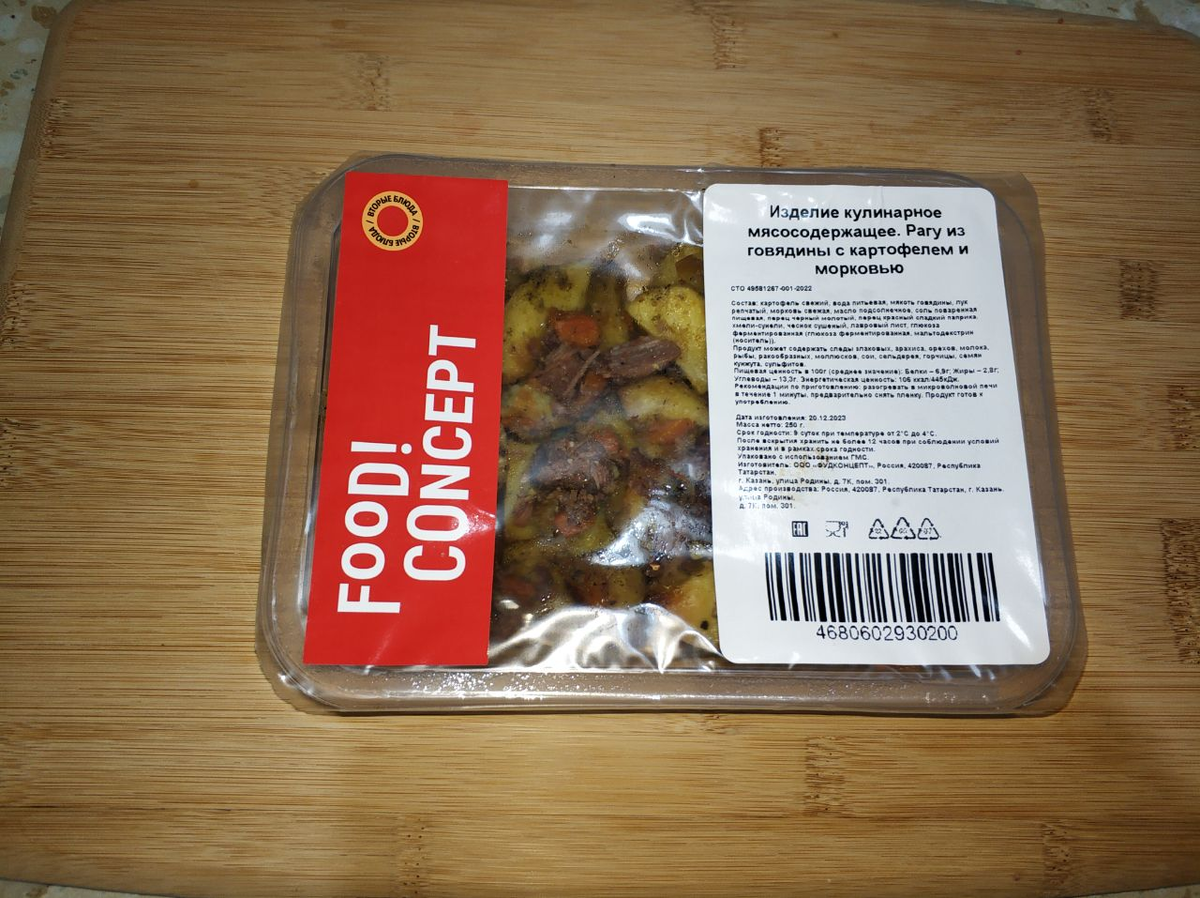 ВТОРЫЕ БЛЮДА / ВТОРЫЕ БЛЮДА /
FOOD!
CONCEPT
Изделие кулинарное
мясосодержащее. Рагу из
говядины с картофелем и
морковью
СТО 49581267-001-2022
Состав: картофель свежий, вода питьевая, мякоть говядины, лук
репчатый, морковь свежая, масло подсолнечное, соль поваренная
пищевая, перец черный молотый, перец красный сладкий паприка,
хмели-сунели, чеснок сушеный, лавровый лист, глюкоза
ферментированная (глюкоза ферментированная, мальтодекстрин
(носитель)).
Продукт может содержать следы злаковых, арахиса, орехов, молока,
рыбы, ракообразных, моллюсков, сои, сельдерея, горчицы, семян
кунжута, сульфитов.
Пищевая ценность в 100г (среднее значение): Белки – 6,9г; Жиры – 2,8г;
Углеводы – 13,3г. Энергетическая ценность: 106 ккал/445кДж.
Рекомендации по приготовлению: разогревать в микроволновой печи
в течение 1 минуты, предварительно снять пленку. Продукт готов к
употреблению.
Дата изготовления: 20.12.2023
Масса нетто: 250 г.
Срок годности: 9 суток при температуре от 2°С до 4°С.
После вскрытия хранить не более 12 часов при соблюдении условий
хранения и в рамках срока годности.
Упаковано с использованием ГМС.
Изготовитель: ООО «ФУДКОНЦЕПТ», Россия, 420087, Республика
Татарстан,
г. Казань, улица Родины, д. 7К, пом. 301.
Адрес производства: Россия, 420087, Республика Татарстан, г. Казань,
улица Родины,
д. 7К, пом. 301.
EAC
4680602930200